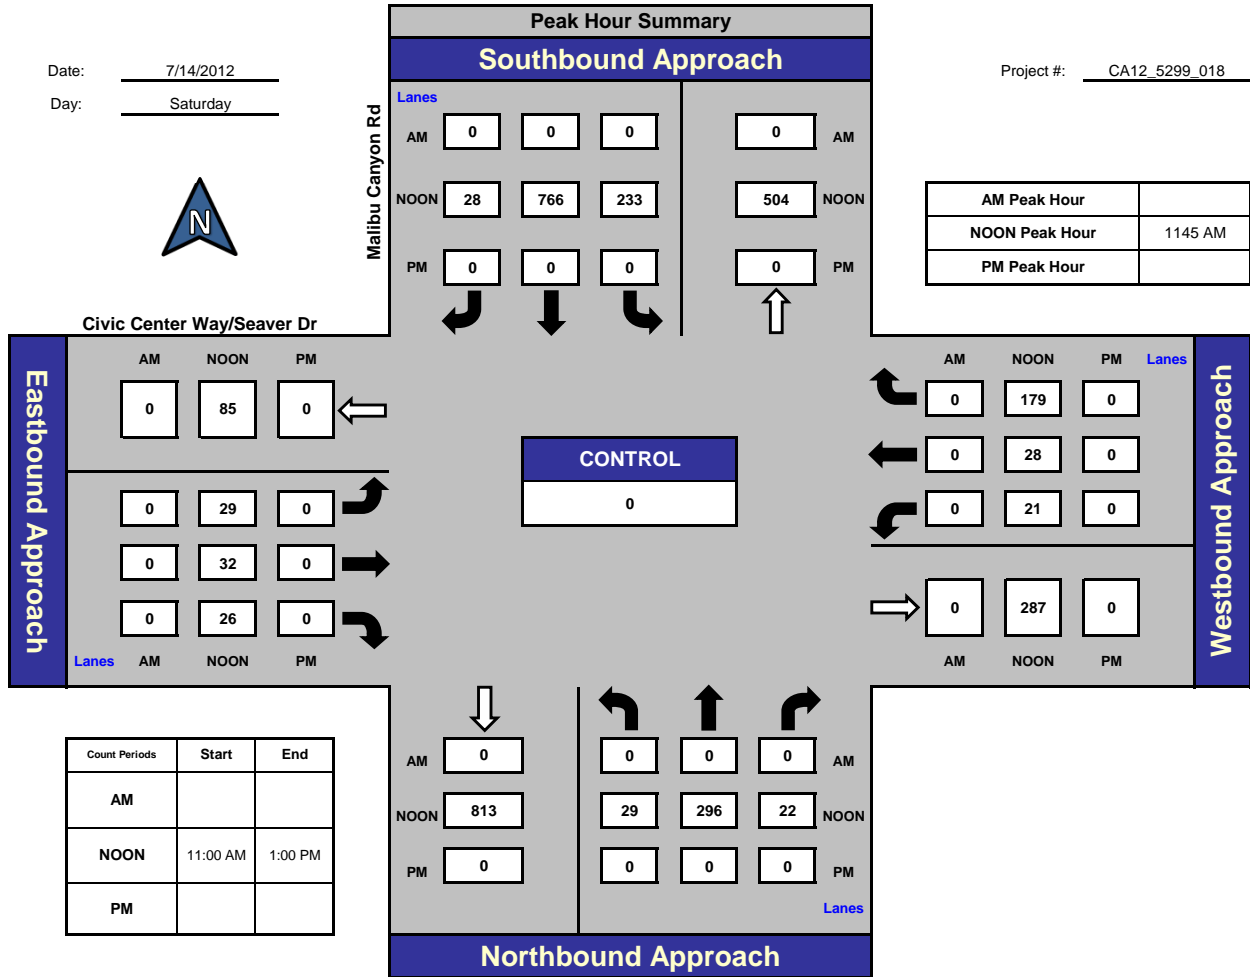 Peak Hour Summary
Southbound Approach
Date: 7/14/2012
Project #: CA12_5299_018
Day: Saturday
Malibu Canyon Rd
Lanes
AM 0 0 0 0 AM
NOON 28 766 233 504 NOON
PM 0 0 0 0 PM
N
AM Peak Hour
NOON Peak Hour 1145 AM
PM Peak Hour
Civic Center Way/Seaver Dr
Eastbound Approach
AM NOON PM
0 85 0
0 29 0
0 32 0
0 26 0
Lanes AM NOON PM
CONTROL
0
AM NOON PM Lanes
0 179 0
0 28 0
0 21 0
0 287 0
AM NOON PM
Westbound Approach
Count Periods Start End
AM
NOON 11:00 AM 1:00 PM
PM
AM 0 0 0 0 AM
NOON 813 29 296 22 NOON
PM 0 0 0 0 PM
Lanes
Northbound Approach